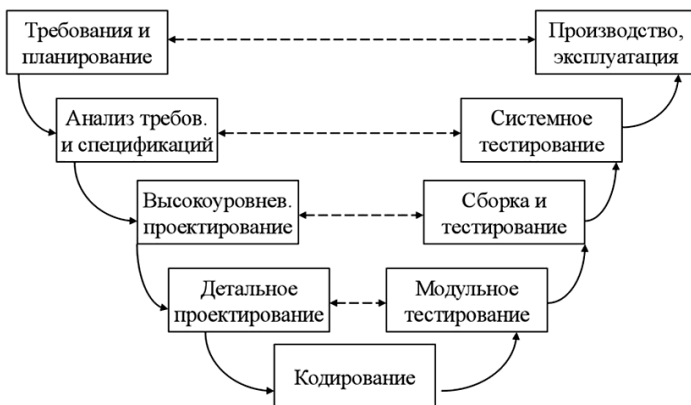 Требования и
планирование
Производство,
эксплуатация
Анализ требов.
и спецификаций
Системное
тестирование
Высокоуровнев.
проектирование
Сборка и
тестирование
Детальное
проектирование
Модульное
тестирование
Кодирование